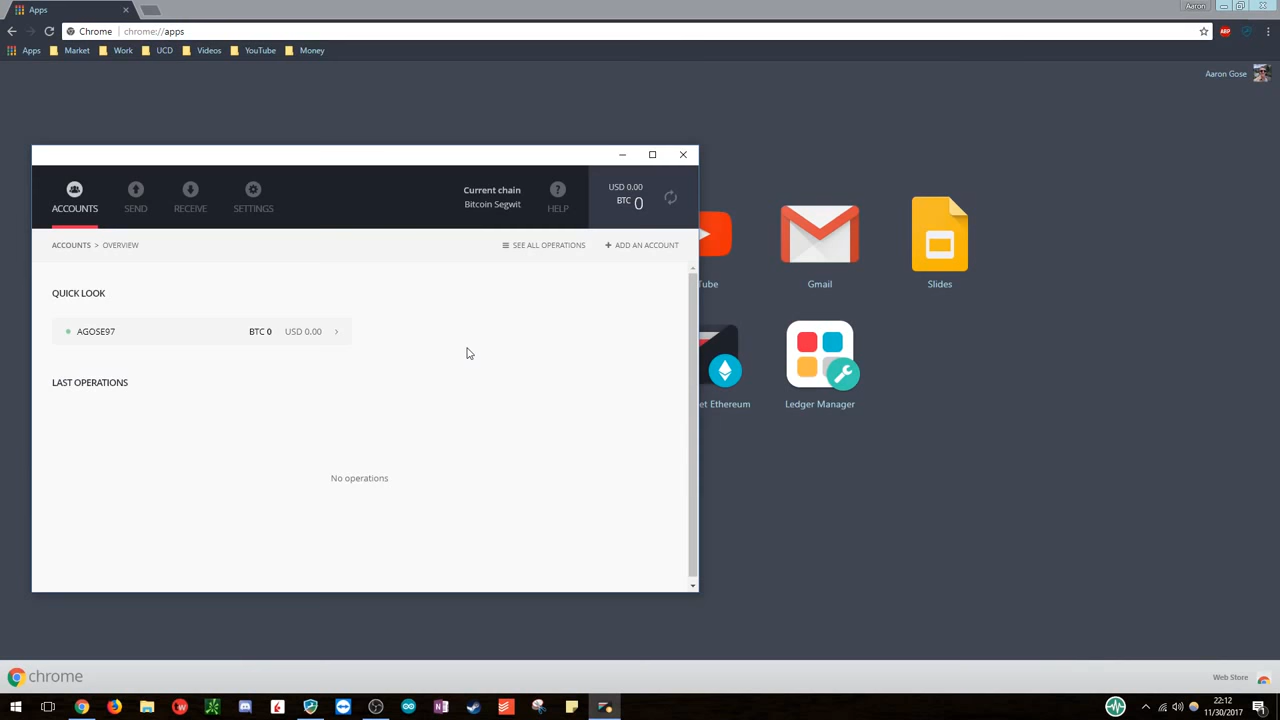 Apps
Aaron
Chrome chrome://apps
ABP
Apps Market Work UCD Videos YouTube Money
Aaron Gose
ACCOUNTS
SEND
RECEIVE
SETTINGS
Current chain
Bitcoin Segwit
?
HELP
USD 0.00
BTC 0
ACCOUNTS > OVERVIEW
SEE ALL OPERATIONS
+ ADD AN ACCOUNT
QUICK LOOK
AGOSE97 BTC 0 USD 0.00 >
LAST OPERATIONS
No operations
Tube
Gmail
Slides
et Ethereum
Ledger Manager
chrome
Web Store
22:12
11/30/2017